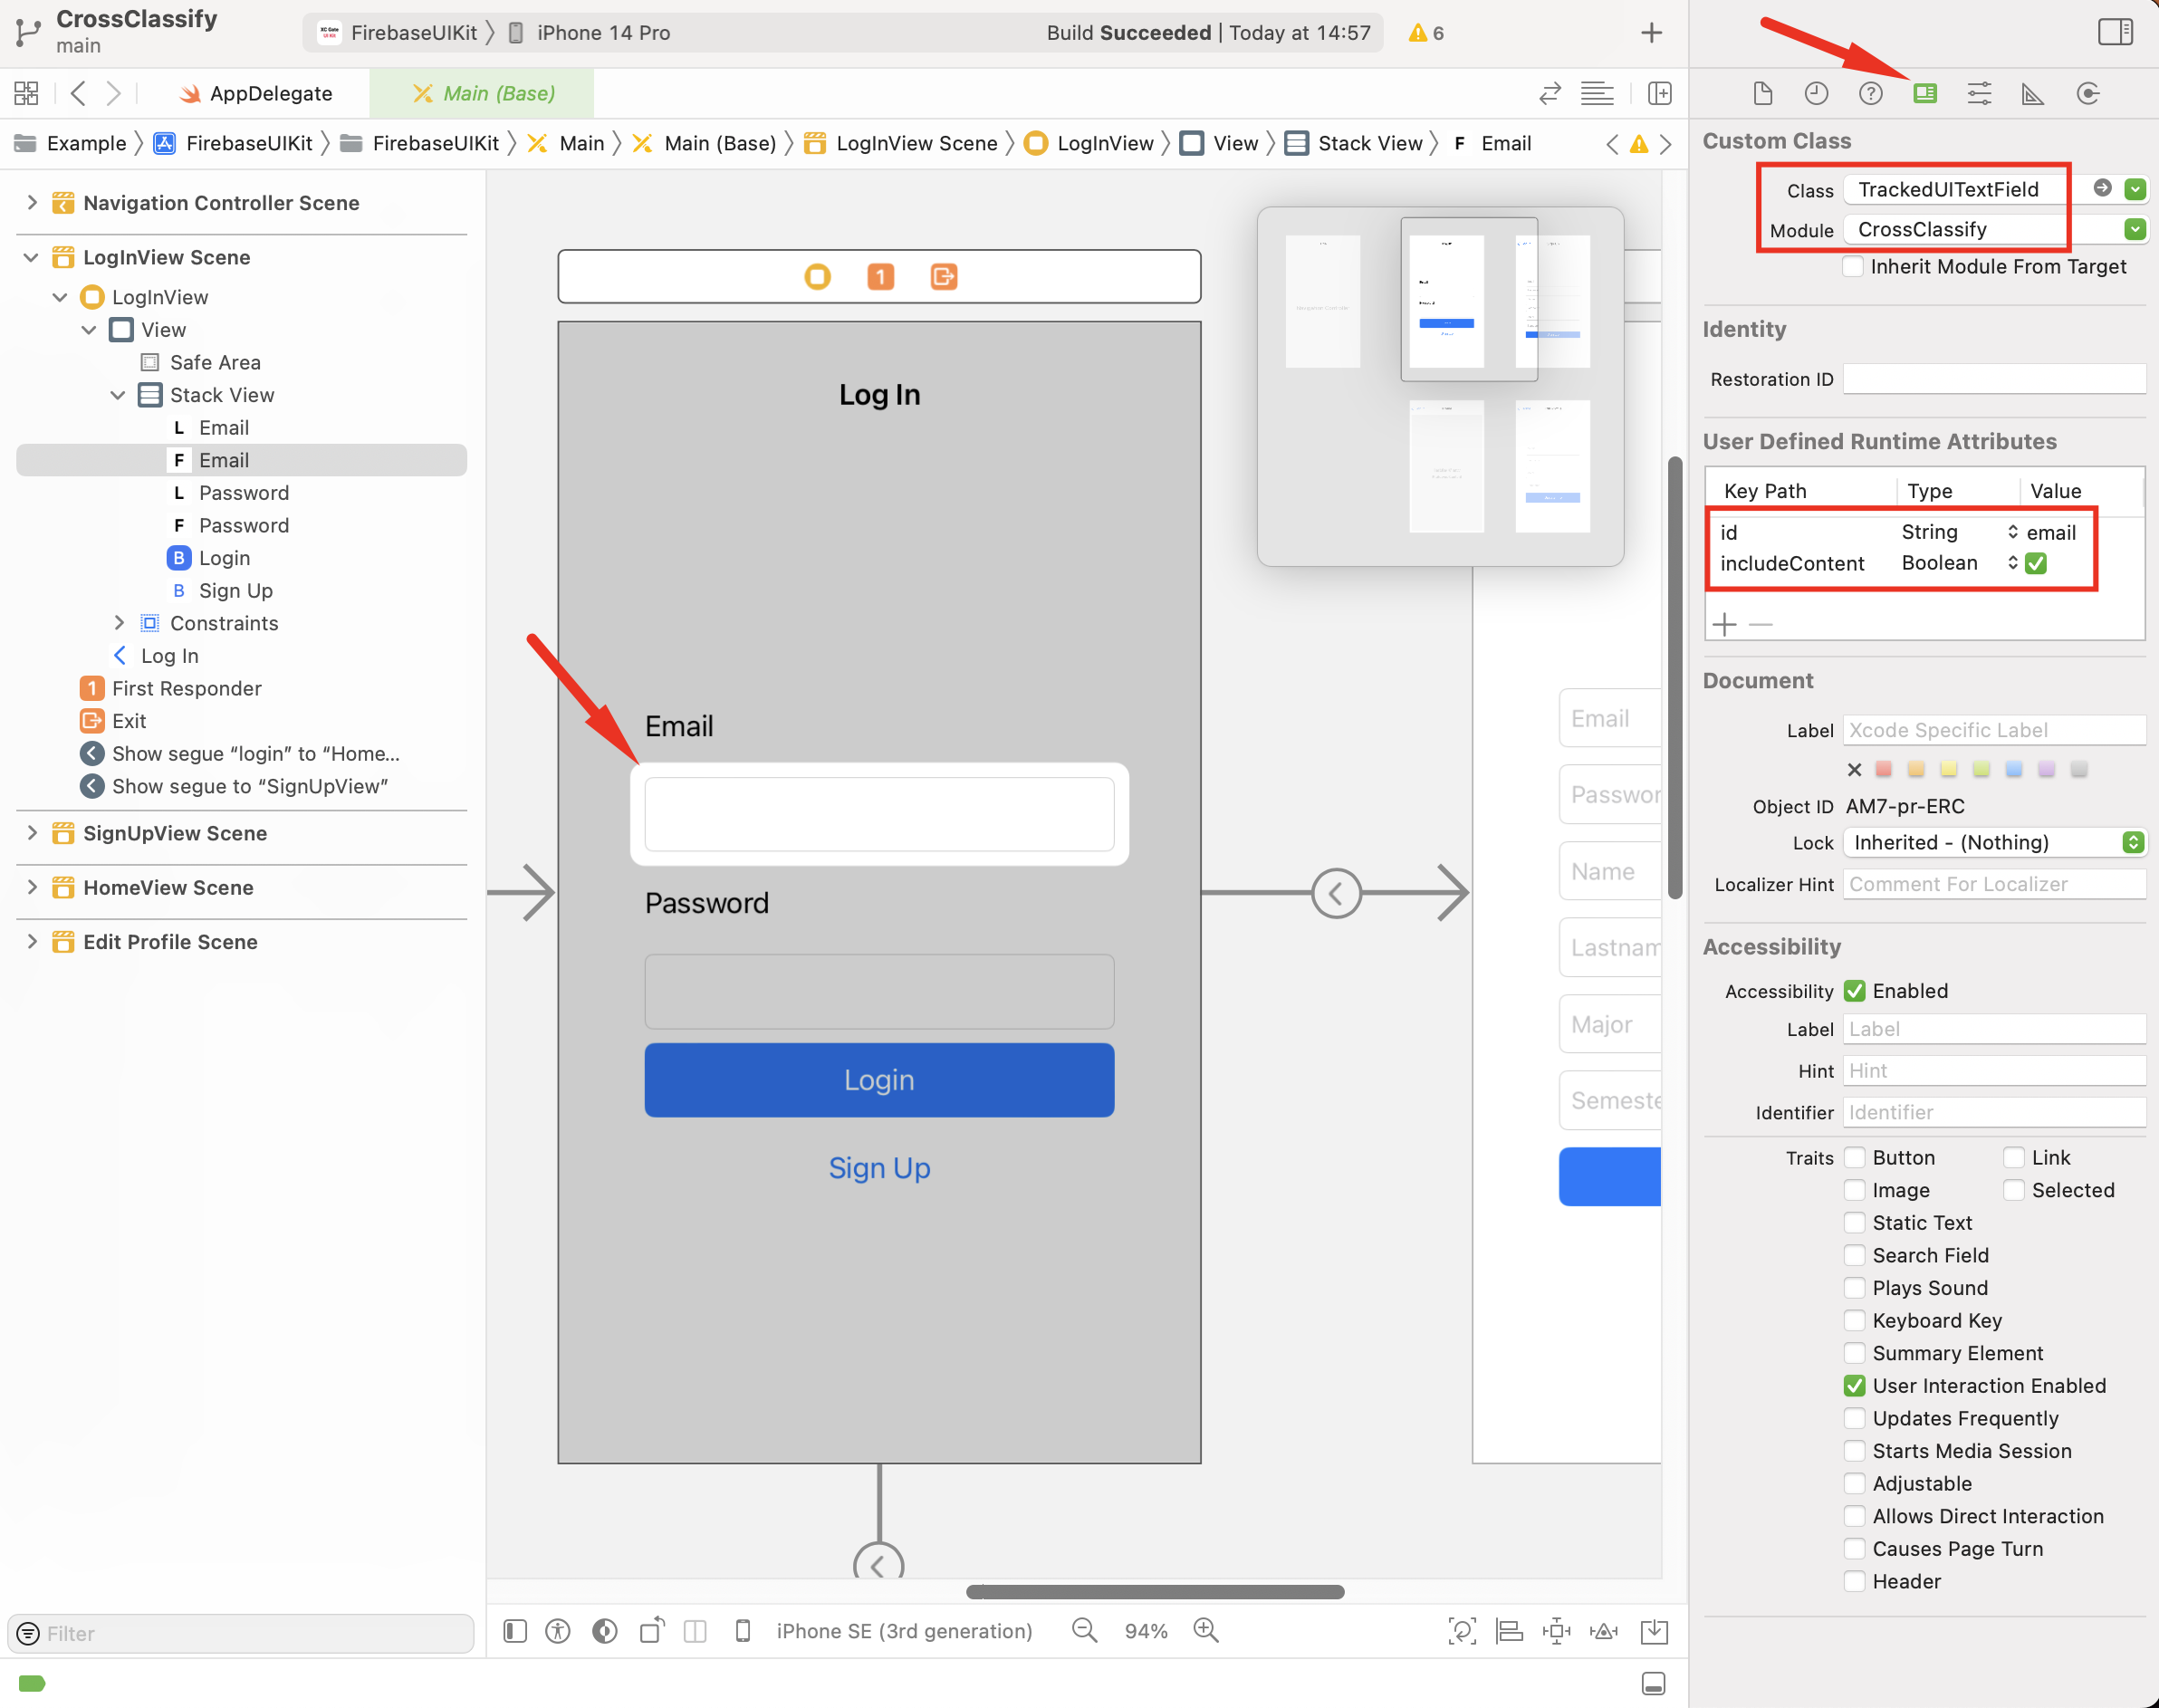 CrossClassify
main
FirebaseUIKit
iPhone 14 Pro
Build Succeeded | Today at 14:57
6
AppDelegate
Main (Base)
Example
FirebaseUIKit
FirebaseUIKit
Main
Main (Base)
LogInView Scene
LogInView
View
Stack View
F Email
Navigation Controller Scene
LogInView Scene
LogInView
View
Safe Area
Stack View
L Email
F Email
L Password
F Password
B Login
B Sign Up
Constraints
Log In
1 First Responder
Exit
Show segue “login” to “Home...
Show segue to “SignUpView”
SignUpView Scene
HomeView Scene
Edit Profile Scene
Filter
1
Log In
Email
Password
Login
Sign Up
Email
Passwor
Name
Lastnam
Major
Semeste
iPhone SE (3rd generation)
94%
Custom Class
Class TrackedUITextField
Module CrossClassify
Inherit Module From Target
Identity
Restoration ID
User Defined Runtime Attributes
Key Path Type Value
id String email
includeContent Boolean
Document
Label Xcode Specific Label
Object ID AM7-pr-ERC
Lock Inherited - (Nothing)
Localizer Hint Comment For Localizer
Accessibility
Accessibility Enabled
Label Label
Hint Hint
Identifier Identifier
Traits Button Link
Image Selected
Static Text
Search Field
Plays Sound
Keyboard Key
Summary Element
User Interaction Enabled
Updates Frequently
Starts Media Session
Adjustable
Allows Direct Interaction
Causes Page Turn
Header